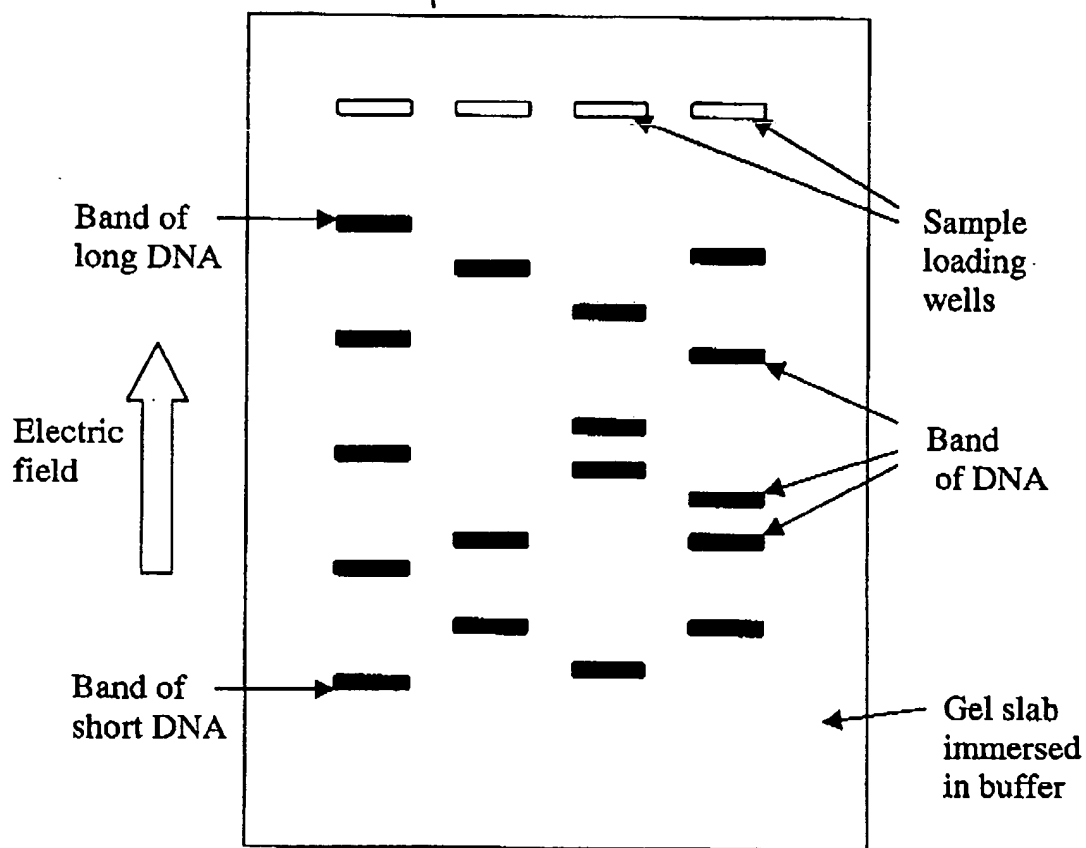 Band of
long DNA
Sample
loading
wells
Electric
field
Band
of DNA
Band of
short DNA
Gel slab
immersed
in buffer